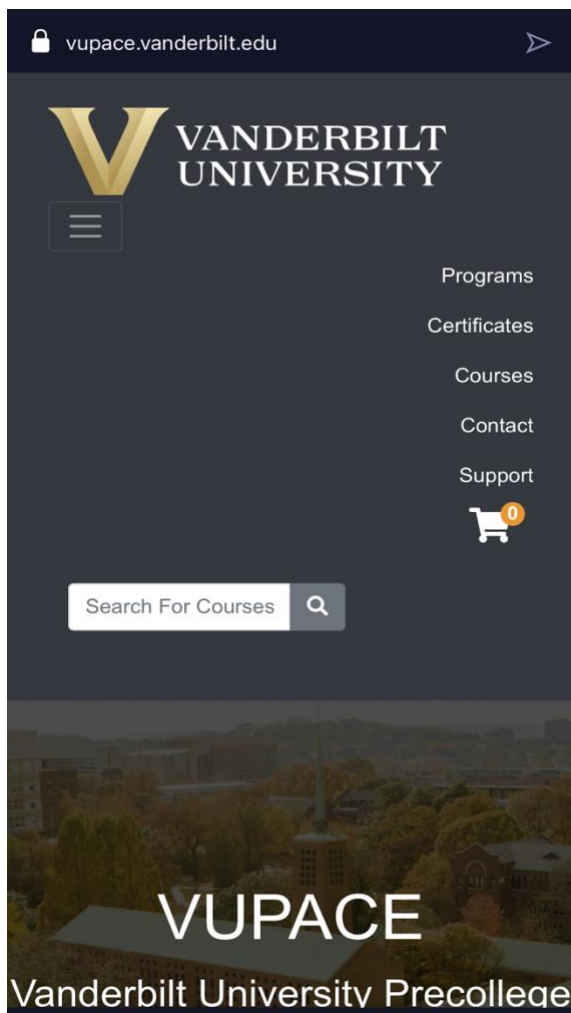 vupace.vanderbilt.edu
VANDERBILT
UNIVERSITY
Programs
Certificates
Courses
Contact
Support
0
Search For Courses
VUPACE
Vanderbilt University Precollege